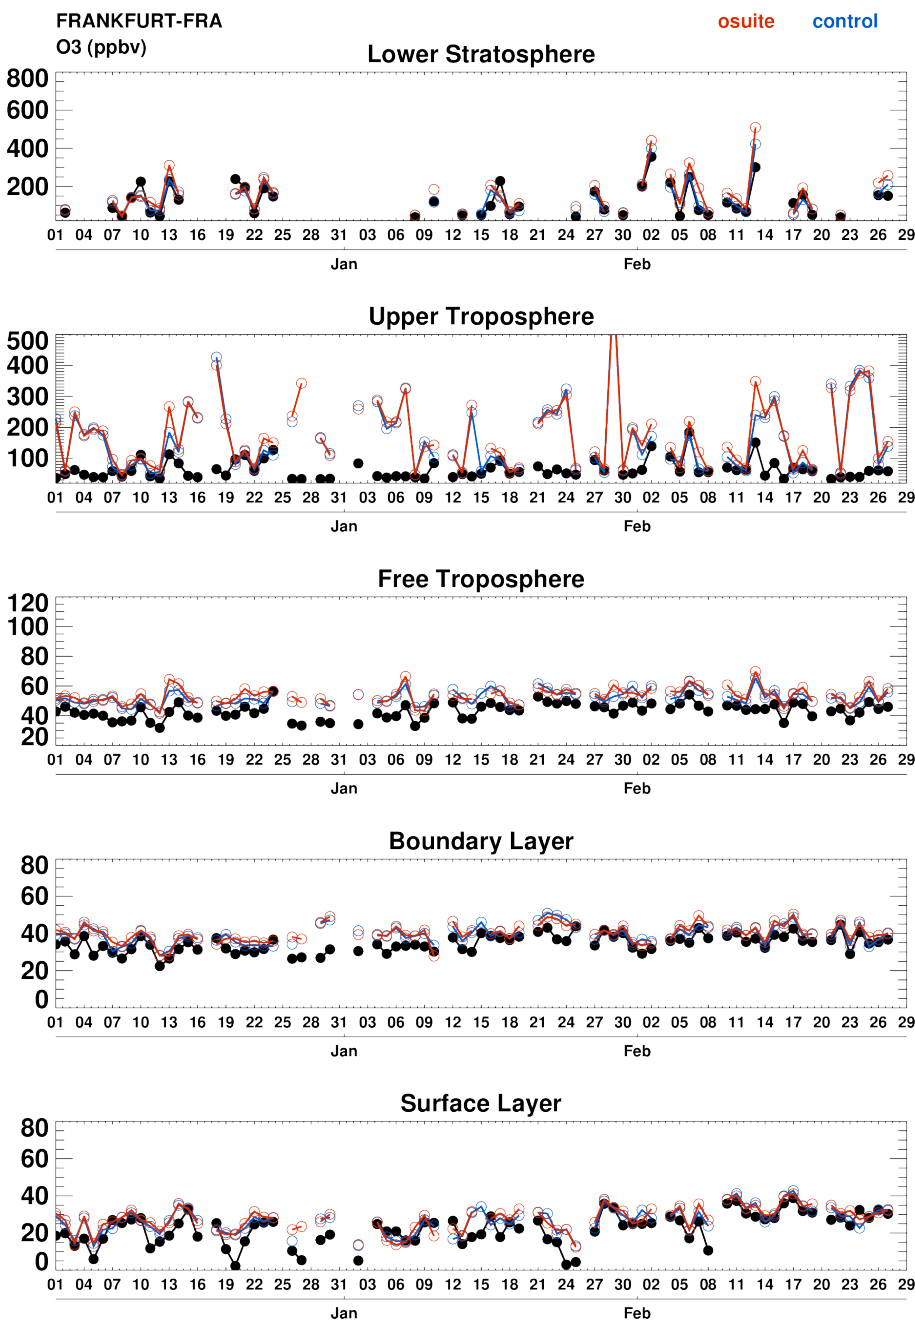 FRANKFURT-FRA
osuite control
O3 (ppbv)
Lower Stratosphere
800
600
400
200
01 04 07 10 13 16 19 22 25 28 31 03 06 09 12 15 18 21 24 27 30 02 05 08 11 14 17 20 23 26 29
Jan Feb
Upper Troposphere
500
400
300
200
100
01 04 07 10 13 16 19 22 25 28 31 03 06 09 12 15 18 21 24 27 30 02 05 08 11 14 17 20 23 26 29
Jan Feb
Free Troposphere
120
100
80
60
40
20
01 04 07 10 13 16 19 22 25 28 31 03 06 09 12 15 18 21 24 27 30 02 05 08 11 14 17 20 23 26 29
Jan Feb
Boundary Layer
80
60
40
20
0
01 04 07 10 13 16 19 22 25 28 31 03 06 09 12 15 18 21 24 27 30 02 05 08 11 14 17 20 23 26 29
Jan Feb
Surface Layer
80
60
40
20
0
01 04 07 10 13 16 19 22 25 28 31 03 06 09 12 15 18 21 24 27 30 02 05 08 11 14 17 20 23 26 29
Jan Feb